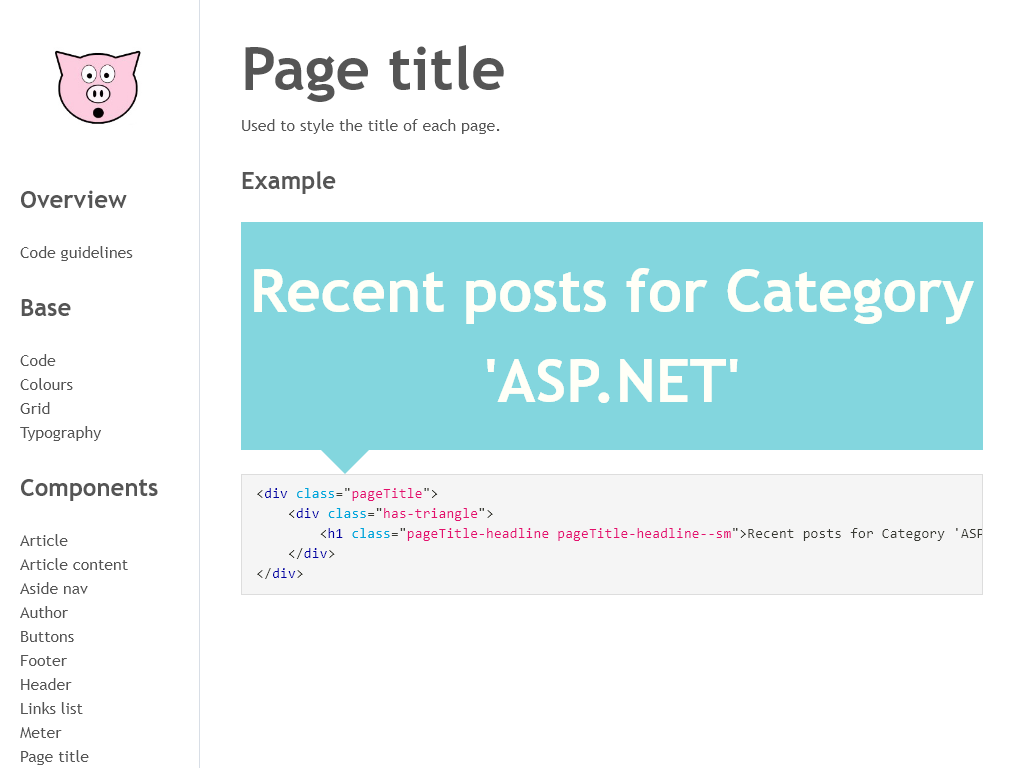 Overview
Code guidelines
Base
Code
Colours
Grid
Typography
Components
Article
Article content
Aside nav
Author
Buttons
Footer
Header
Links list
Meter
Page title
Page title
Used to style the title of each page.
Example
Recent posts for Category
'ASP.NET'
<div class="pageTitle">
    <div class="has-triangle">
        <h1 class="pageTitle-headline pageTitle-headline--sm">Recent posts for Category 'ASP
    </div>
</div>